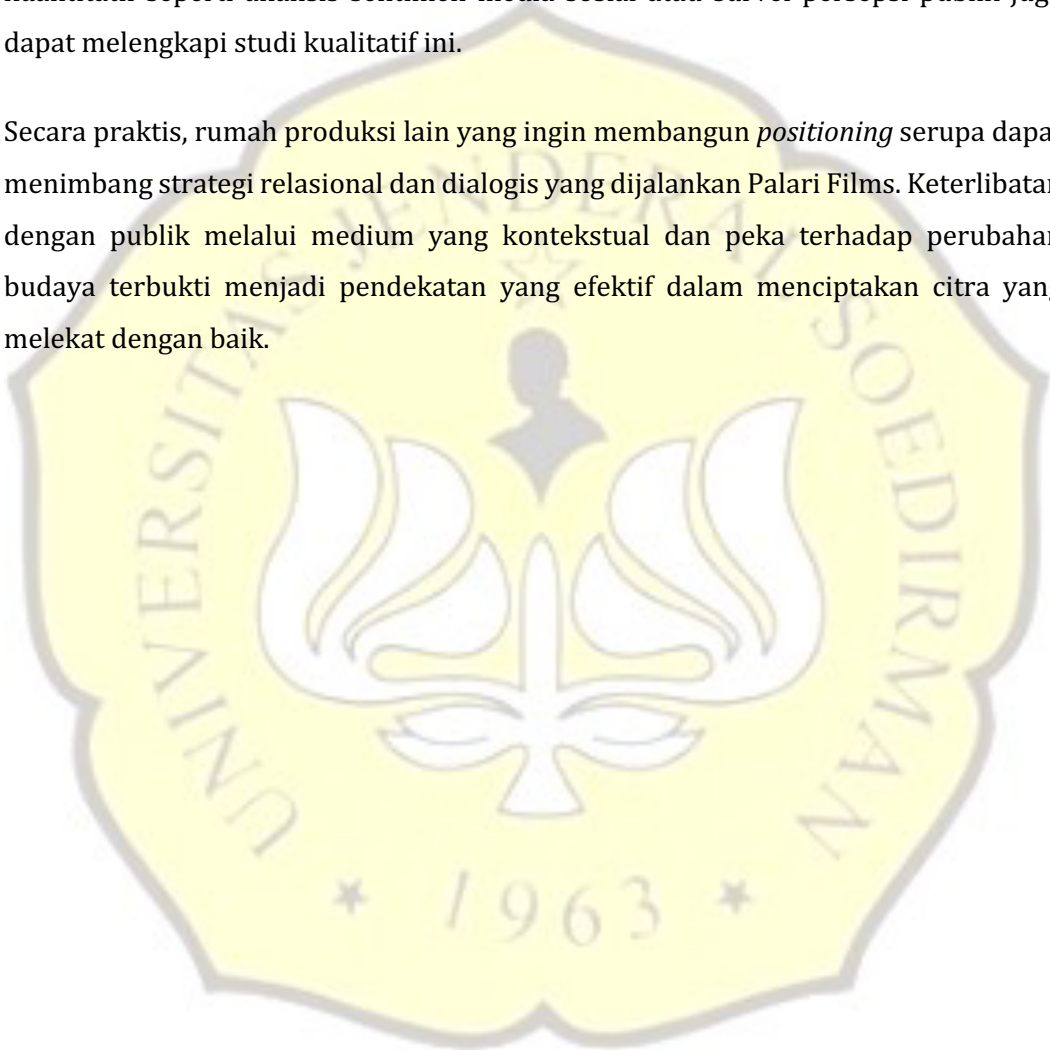 dapat melengkapi studi kualitatif ini.
Secara praktis, rumah produksi lain yang ingin membangun positioning serupa dapa
menimbang strategi relasional dan dialogis yang dijalankan Palari Films. Keterlibatan
dengan publik melalui medium yang kontekstual dan peka terhadap perubahan
budaya terbukti menjadi pendekatan yang efektif dalam menciptakan citra yang
melekat dengan baik.
UNIVERSITAS JENDERAL SOEDIRMAN
1963